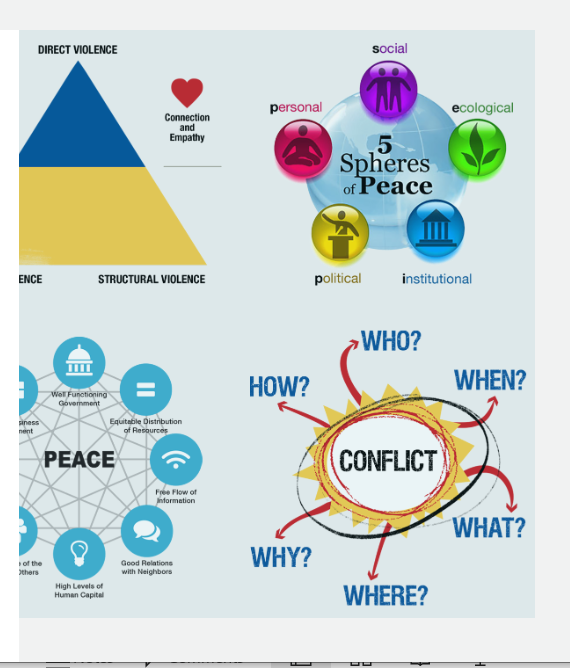 DIRECT VIOLENCE
Connection
and
Empathy
STRUCTURAL VIOLENCE
social
personal
ecological
5
Spheres
of Peace
political
institutional
Well Functioning
Government
Equitable Distribution
of Resources
PEACE
Free Flow of
Information
of the
Good Relations
with Neighbors
High Levels of
Human Capital
WHO?
HOW?
WHEN?
CONFLICT
WHAT?
WHY?
WHERE?